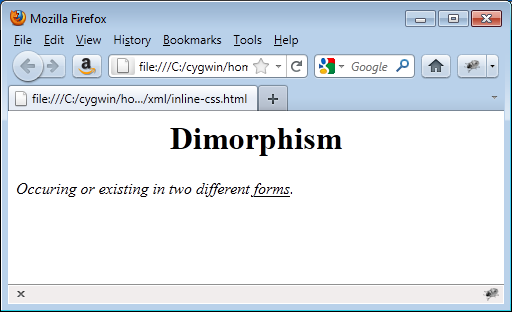 Mozilla Firefox
File Edit View History Bookmarks Tools Help
a file:///C:/cygwin/hon Google
file:///C:/cygwin/ho.../xml/inline-css.html
Dimorphism
Occuring or existing in two different forms.